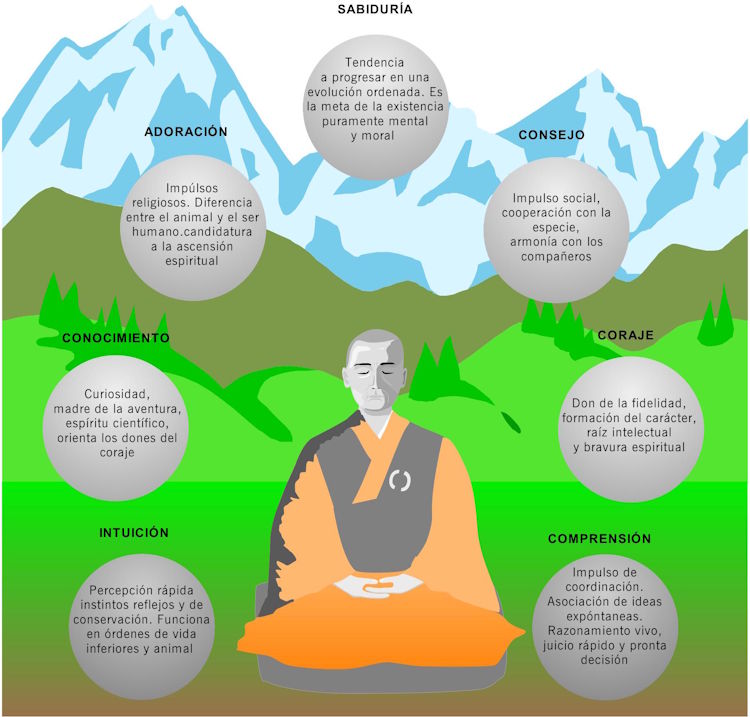 SABIDURÍA
Tendencia
a progresar en una
evolución ordenada. Es
la meta de la existencia
puramente mental
y moral
ADORACIÓN
Impúlsos
religiosos. Diferencia
entre el animal y el ser
humano.candidatura
a la ascensión
espiritual
CONSEJO
Impulso social,
cooperación con la
especie,
armonía con los
compañeros
CONOCIMIENTO
Curiosidad,
madre de la aventura,
espíritu científico,
orienta los dones del
coraje
CORAJE
Don de la fidelidad,
formación del carácter,
raíz intelectual
y bravura espiritual
INTUICIÓN
Percepción rápida
instintos reflejos y de
conservación. Funciona
en órdenes de vida
inferiores y animal
COMPRENSIÓN
Impulso de
coordinación.
Asociación de ideas
expóntaneas.
Razonamiento vivo,
juicio rápido y pronta
decisión